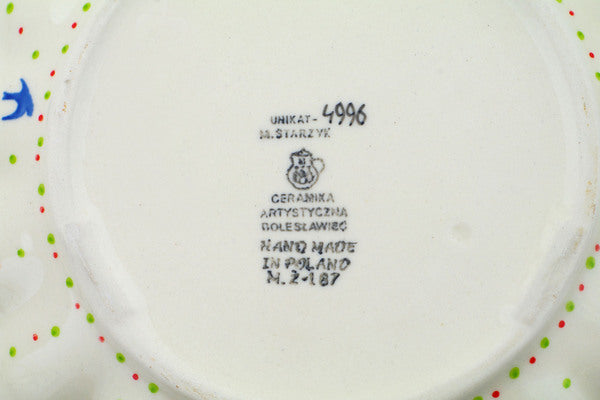 UNIKAT - 4996
M. STARZYK
CERAMIKA
ARTYSTYCZNA
BOLESŁAWIEC
HAND MADE
IN POLAND
M.Z-187